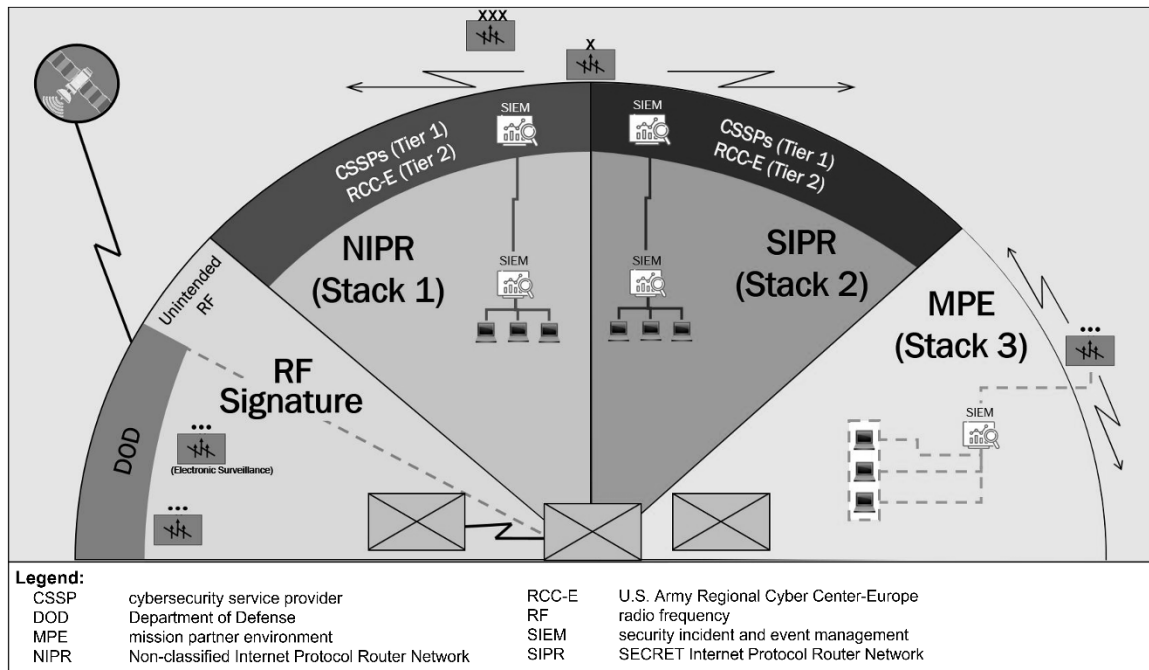 XXX
X
SIEM
SIEM
CSSPs (Tier 1)
RCC-E (Tier 2)
CSSPs (Tier 1)
RCC-E (Tier 2)
NIPR
(Stack 1)
SIPR
(Stack 2)
SIEM
SIEM
Unintended
RF
MPE
(Stack 3)
RF
Signature
DOD
(Electronic Surveillance)
SIEM
Legend:
CSSP cybersecurity service provider
DOD Department of Defense
MPE mission partner environment
NIPR Non-classified Internet Protocol Router Network
RCC-E U.S. Army Regional Cyber Center-Europe
RF radio frequency
SIEM security incident and event management
SIPR SECRET Internet Protocol Router Network